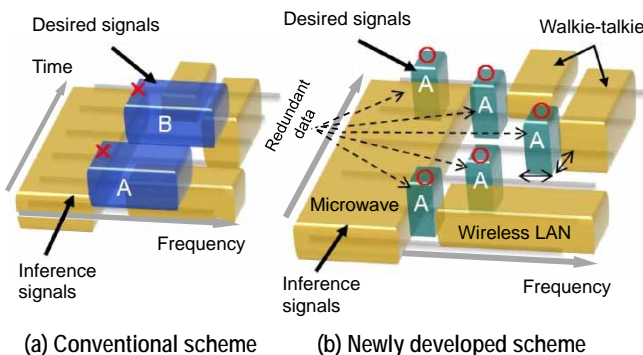 Desired signals
Time
×
B
×
A
Frequency
Inference
signals
(a) Conventional scheme
Desired signals
Walkie-talkie
Redundant
data
O
A
O
A
O
A
O
A
O
A
Microwave
Wireless LAN
Inference
signals
Frequency
(b) Newly developed scheme